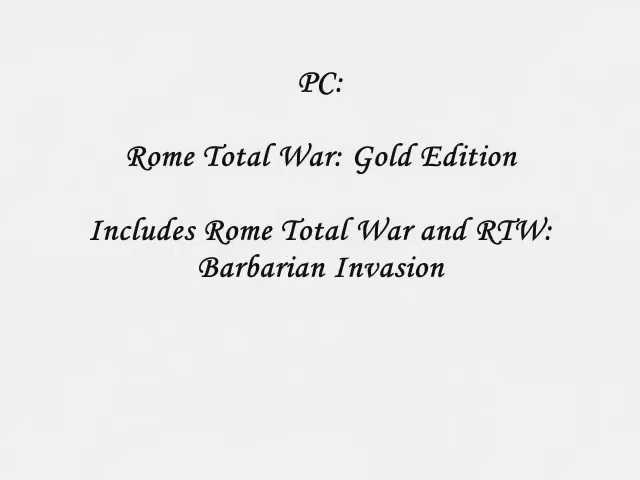 PC:
Rome Total War: Gold Edition
Includes Rome Total War and RTW:
Barbarian Invasion